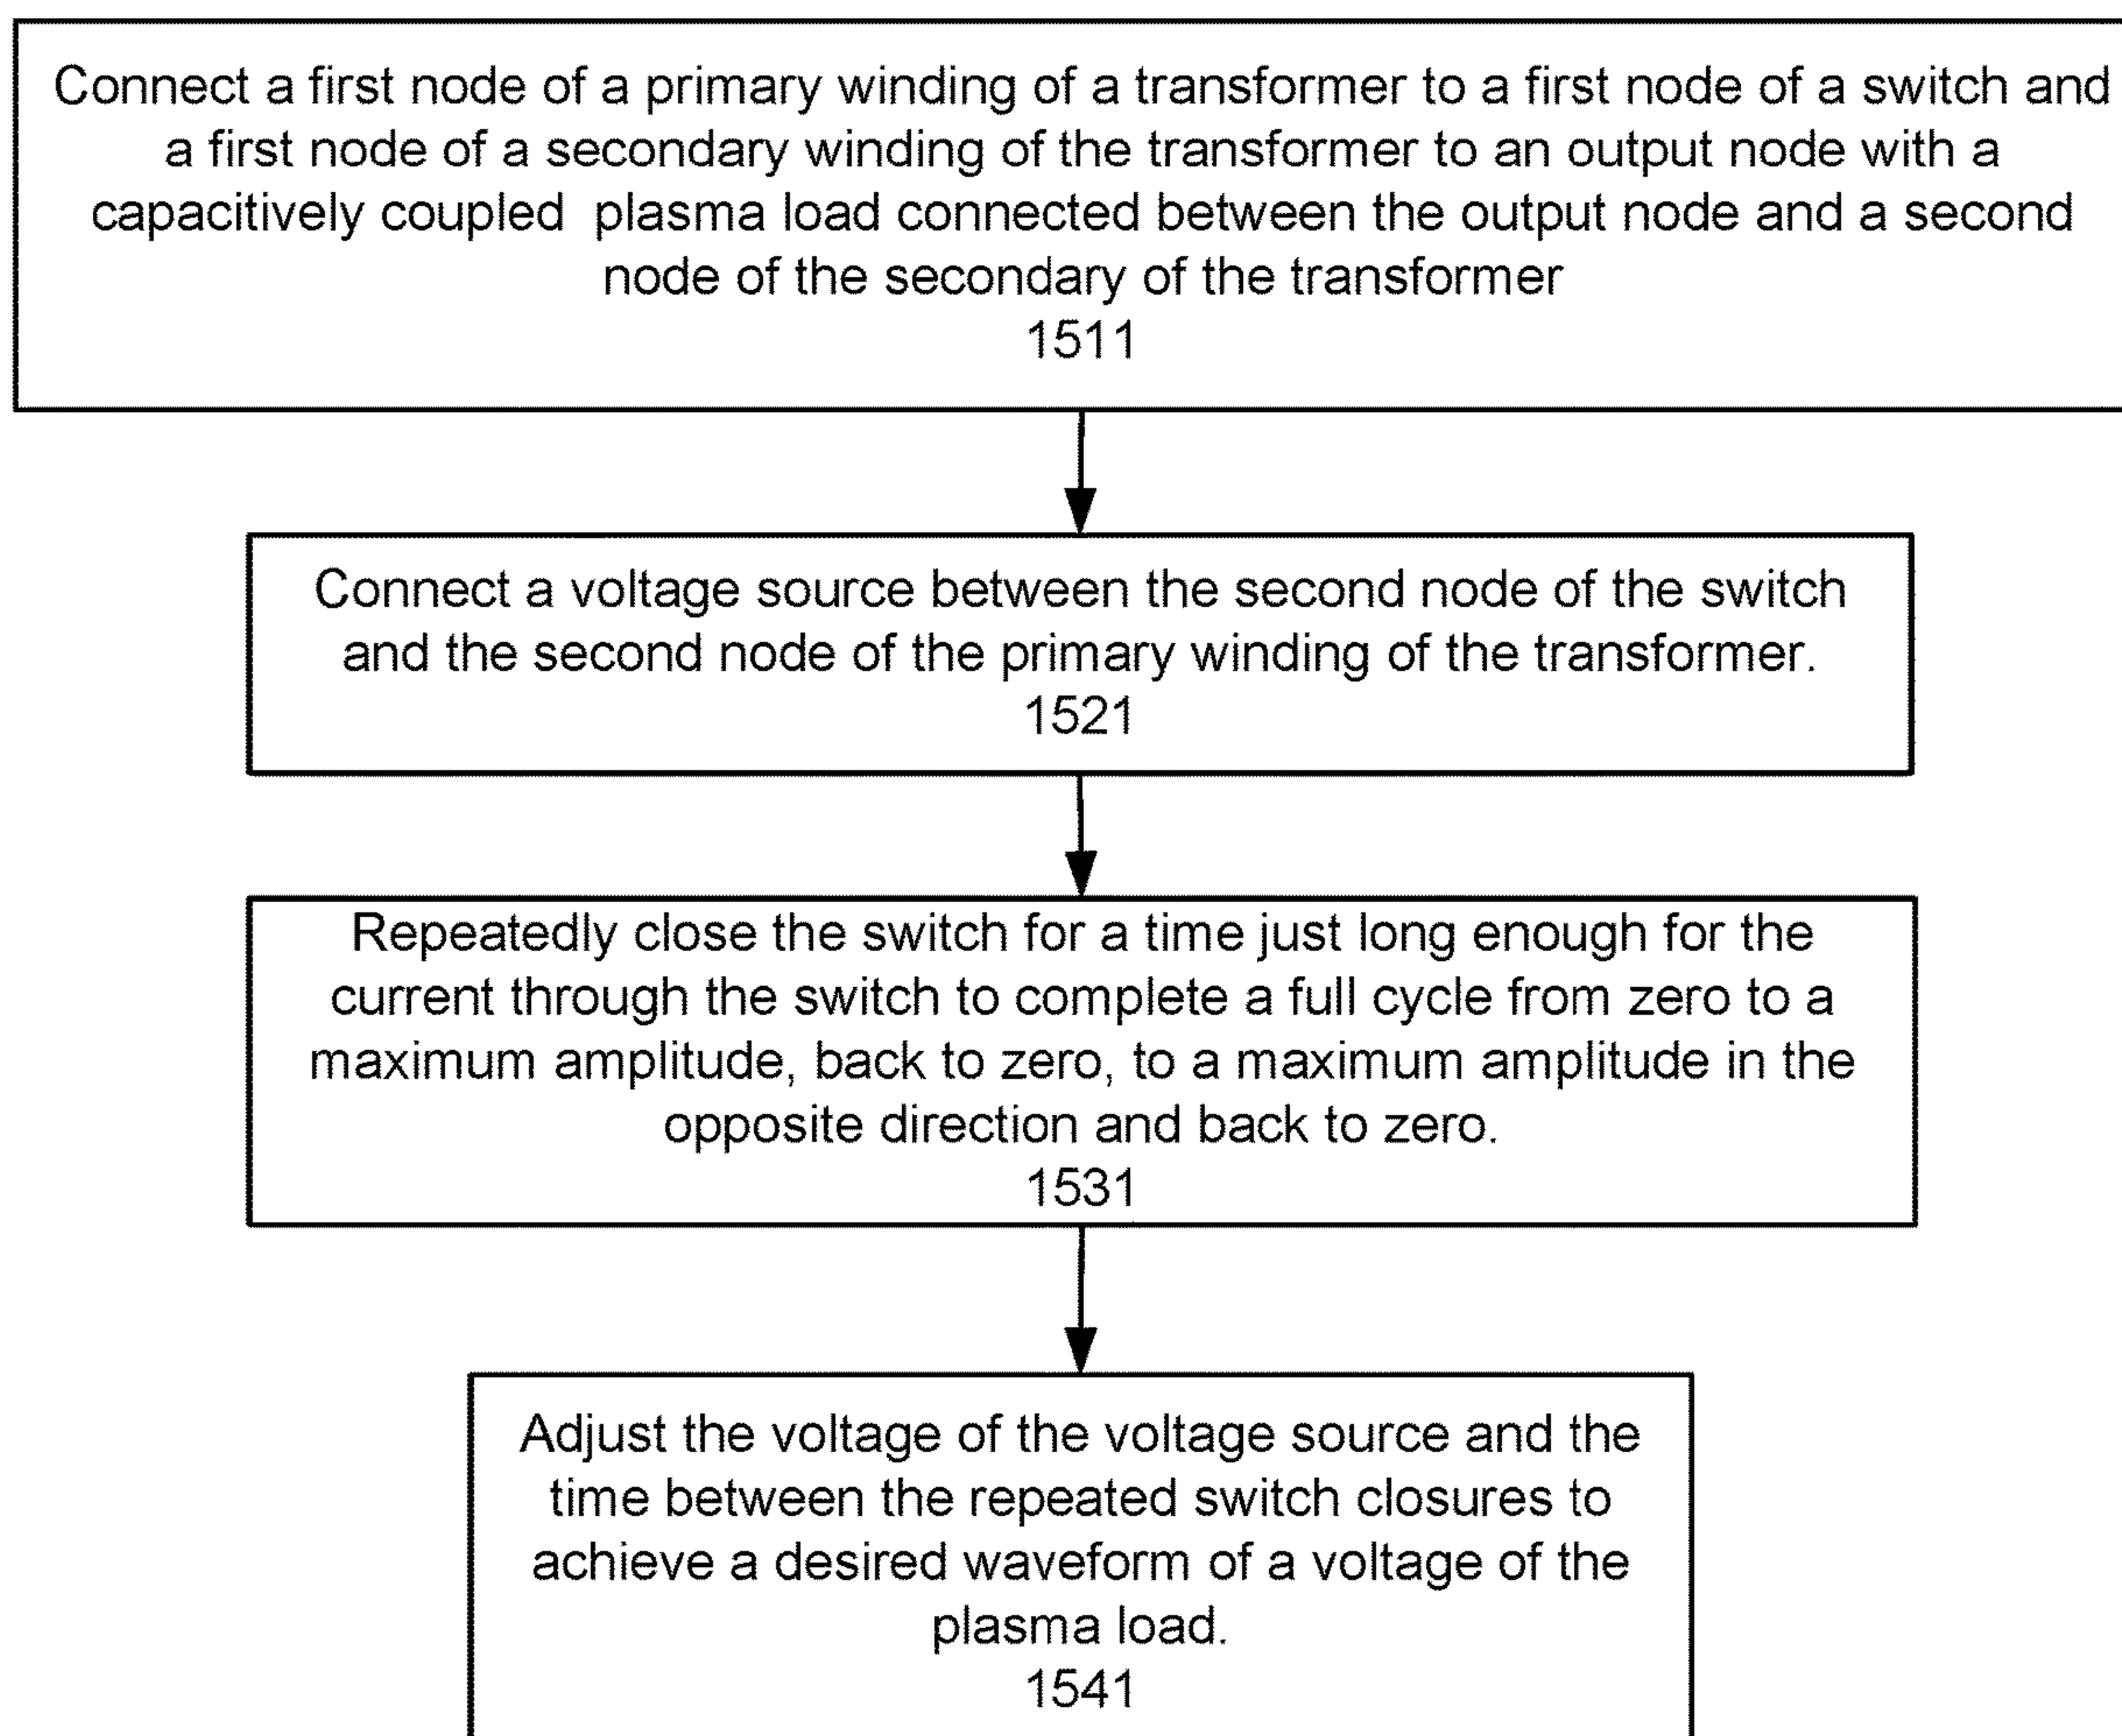 Connect a first node of a primary winding of a transformer to a first node of a switch and
a first node of a secondary winding of the transformer to an output node with a
capacitively coupled plasma load connected between the output node and a second
node of the secondary of the transformer
1511
Connect a voltage source between the second node of the switch
and the second node of the primary winding of the transformer.
1521
Repeatedly close the switch for a time just long enough for the
current through the switch to complete a full cycle from zero to a
maximum amplitude, back to zero, to a maximum amplitude in the
opposite direction and back to zero.
1531
Adjust the voltage of the voltage source and the
time between the repeated switch closures to
achieve a desired waveform of a voltage of the
plasma load.
1541